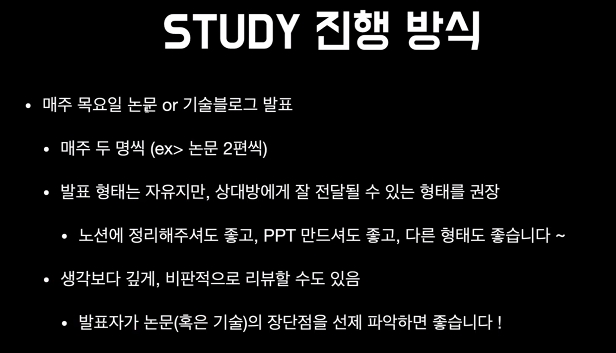 STUDY 진행 방식
• 매주 목요일 논문 or 기술블로그 발표
• 매주 두 명씩 (ex> 논문 2편씩)
• 발표 형태는 자유지만, 상대방에게 잘 전달될 수 있는 형태를 권장
• 노션에 정리해주셔도 좋고, PPT 만드셔도 좋고, 다른 형태도 좋습니다 ~
• 생각보다 깊게, 비판적으로 리뷰할 수도 있음
• 발표자가 논문(혹은 기술)의 장단점을 선제 파악하면 좋습니다 !